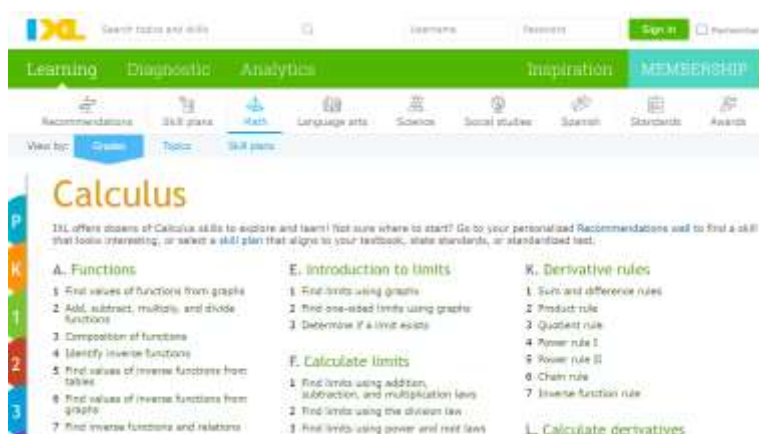 IXL Search topics and skills Username Password Sign in Remember
Learning Diagnostic Analytics Inspiration MEMBERSHIP
Recommendations Skill plans Math Language arts Science Social studies Spanish Standards Awards
View by: Grades Topics Skill plans
Calculus
IXL offers dozens of Calculus skills to explore and learn! Not sure where to start? Go to your personalized Recommendations wall to find a skill
that looks interesting, or select a skill plan that aligns to your textbook, state standards, or standardized test.
P
K
1
2
3
A. Functions
1 Find values of functions from graphs
2 Add, subtract, multiply, and divide
functions
3 Composition of functions
4 Identify inverse functions
5 Find values of inverse functions from
tables
6 Find values of inverse functions from
graphs
7 Find inverse functions and relations
E. Introduction to limits
1 Find limits using graphs
2 Find one-sided limits using graphs
3 Determine if a limit exists
F. Calculate limits
1 Find limits using addition,
subtraction, and multiplication laws
2 Find limits using the division law
3 Find limits using power and root laws
K. Derivative rules
1 Sum and difference rules
2 Product rule
3 Quotient rule
4 Power rule I
5 Power rule II
6 Chain rule
7 Inverse function rule
L. Calculate derivatives